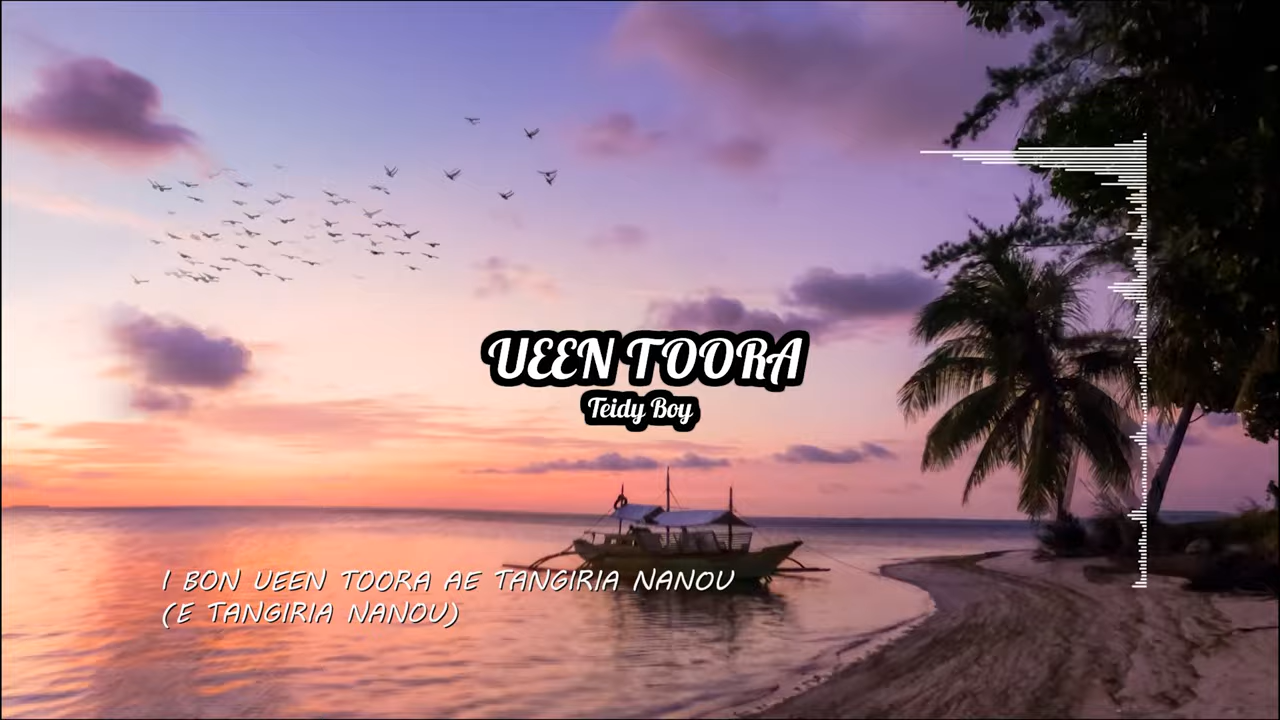 UEEN TOORA
Teidy Boy
I BON UEEN TOORA AE TANGIRIA NANOU
(E TANGIRIA NANOU)